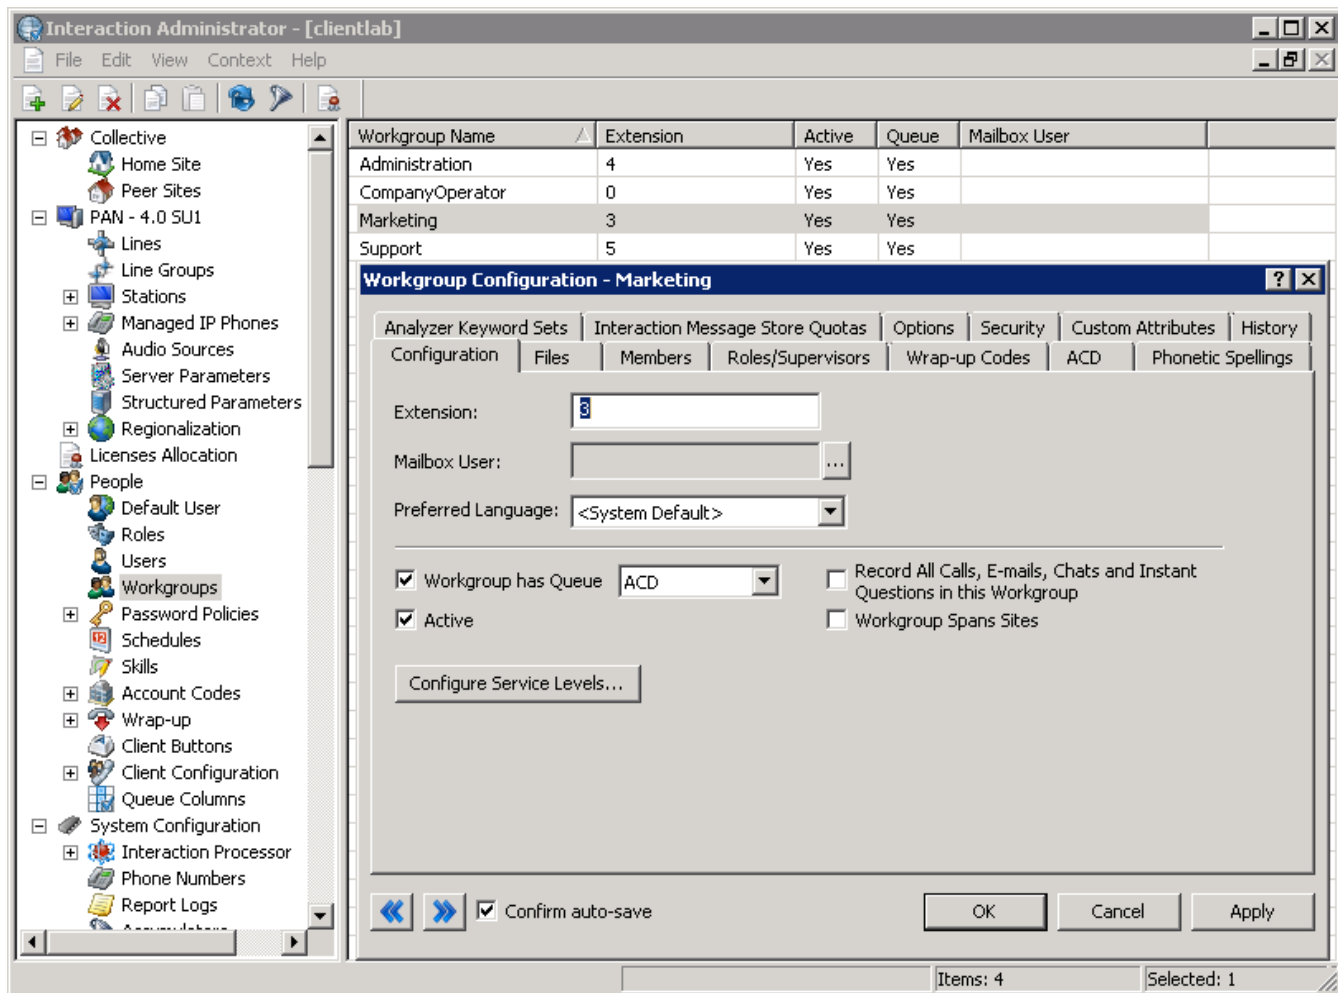 Interaction Administrator - [clientlab]
File Edit View Context Help
Collective
Home Site
Peer Sites
PAN - 4.0 SU1
Lines
Line Groups
Stations
Managed IP Phones
Audio Sources
Server Parameters
Structured Parameters
Regionalization
Licenses Allocation
People
Default User
Roles
Users
Workgroups
Password Policies
Schedules
Skills
Account Codes
Wrap-up
Client Buttons
Client Configuration
Queue Columns
System Configuration
Interaction Processor
Phone Numbers
Report Logs
Workgroup Name Extension Active Queue Mailbox User
Administration 4 Yes Yes
CompanyOperator 0 Yes Yes
Marketing 3 Yes Yes
Support 5 Yes Yes
Workgroup Configuration - Marketing
Analyzer Keyword Sets Interaction Message Store Quotas Options Security Custom Attributes History
Configuration Files Members Roles/Supervisors Wrap-up Codes ACD Phonetic Spellings
Extension: 3
Mailbox User: ...
Preferred Language: <System Default>
Workgroup has Queue ACD
Record All Calls, E-mails, Chats and Instant
Questions in this Workgroup
Active
Workgroup Spans Sites
Configure Service Levels...
Confirm auto-save
OK Cancel Apply
Items: 4 Selected: 1